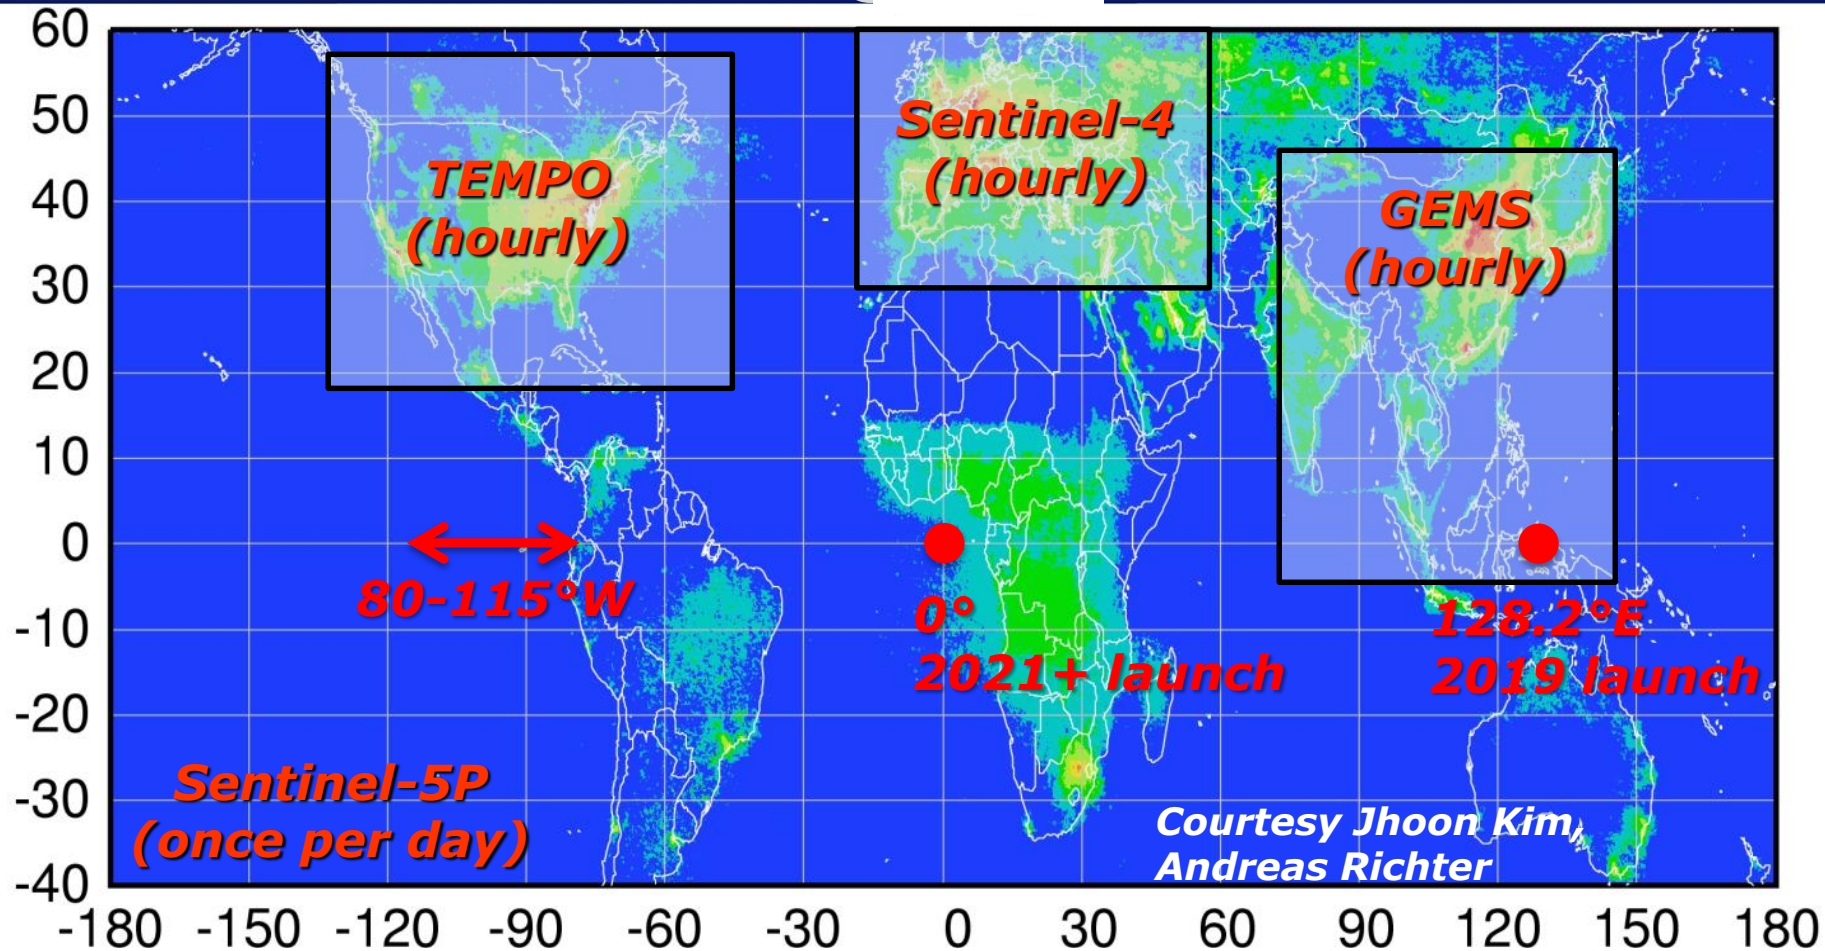 60
50
40
30
20
10
0
-10
-20
-30
-40
TEMPO
(hourly)
Sentinel-4
(hourly)
GEMS
(hourly)
80-115°W
0°
2021+ launch
128.2°E
2019 launch
Sentinel-5P
(once per day)
Courtesy Jhoon Kim,
Andreas Richter
-180 -150 -120 -90 -60 -30 0 30 60 90 120 150 180